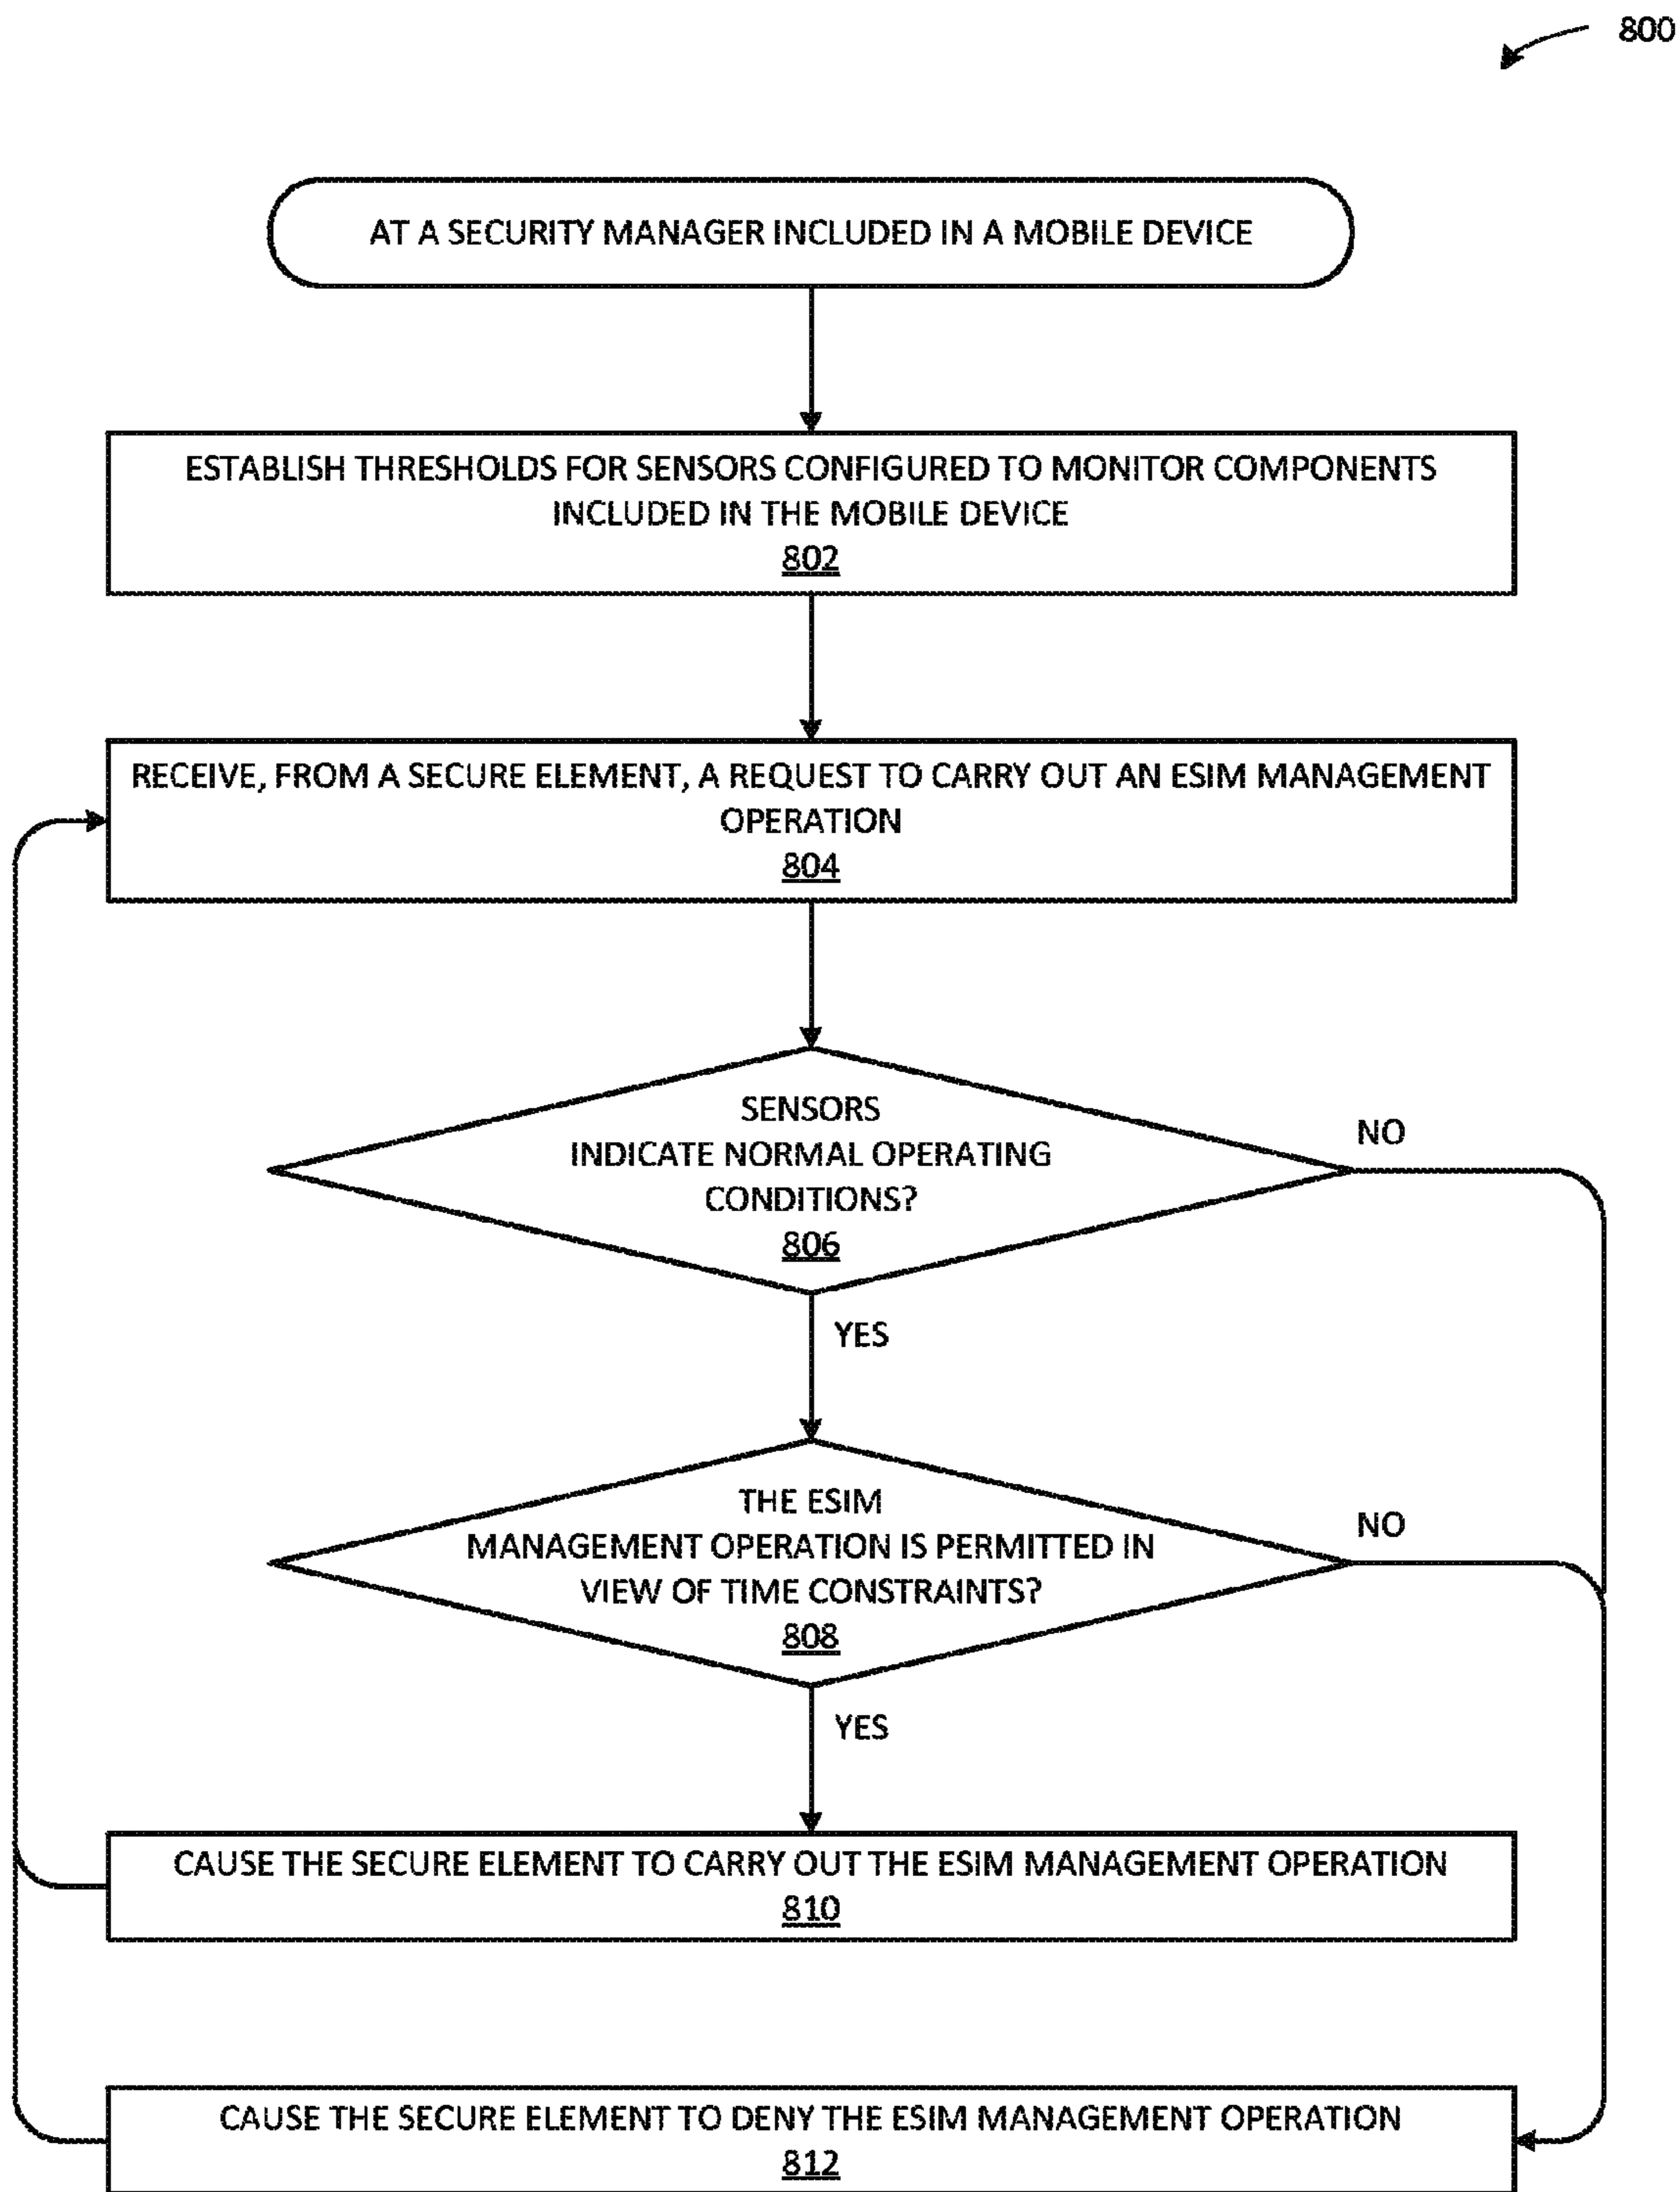 800
AT A SECURITY MANAGER INCLUDED IN A MOBILE DEVICE
ESTABLISH THRESHOLDS FOR SENSORS CONFIGURED TO MONITOR COMPONENTS
INCLUDED IN THE MOBILE DEVICE
802
RECEIVE, FROM A SECURE ELEMENT, A REQUEST TO CARRY OUT AN ESIM MANAGEMENT
OPERATION
804
SENSORS
INDICATE NORMAL OPERATING
CONDITIONS?
806
NO
YES
THE ESIM
MANAGEMENT OPERATION IS PERMITTED IN
VIEW OF TIME CONSTRAINTS?
808
NO
YES
CAUSE THE SECURE ELEMENT TO CARRY OUT THE ESIM MANAGEMENT OPERATION
810
CAUSE THE SECURE ELEMENT TO DENY THE ESIM MANAGEMENT OPERATION
812